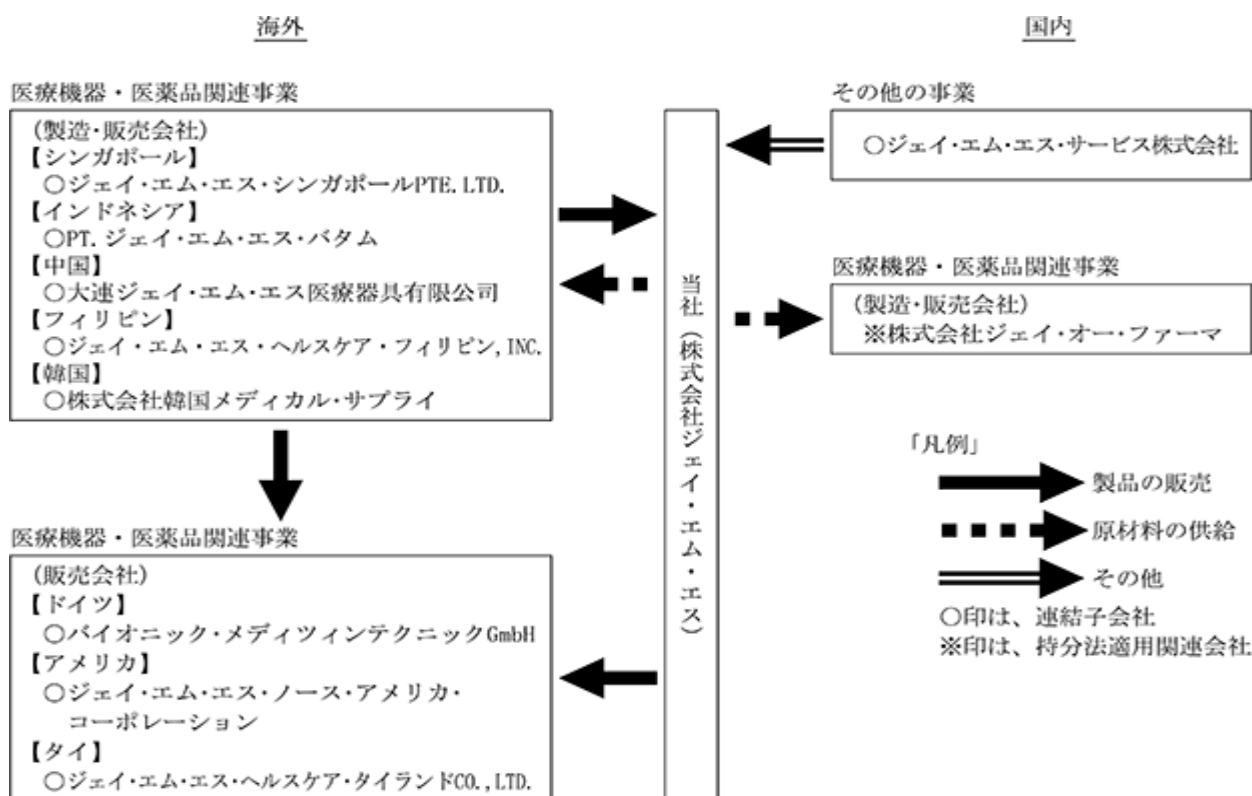 海外
医療機器・医薬品関連事業
(製造・販売会社)
【シンガポール】
○ジェイ・エム・エス・シンガポールPTE.LTD.
【インドネシア】
○PT.ジェイ・エム・エス・バタム
【中国】
○大連ジェイ・エム・エス医療器具有限公司
【フィリピン】
○ジェイ・エム・エス・ヘルスケア・フィリピン,INC.
【韓国】
○株式会社韓国メディカル・サプライ
医療機器・医薬品関連事業
(販売会社)
【ドイツ】
○バイオニック・メディツィンテクニックGmbH
【アメリカ】
○ジェイ・エム・エス・ノース・アメリカ・
コーポレーション
【タイ】
○ジェイ・エム・エス・ヘルスケア・タイランドCO.,LTD.
当社(株式会社ジェイ・エム・エス)
国内
その他の事業
○ジェイ・エム・エス・サービス株式会社
医療機器・医薬品関連事業
(製造・販売会社)
※株式会社ジェイ・オー・ファーマ
「凡例」
製品の販売
原材料の供給
その他
○印は、連結子会社
※印は、持分法適用関連会社